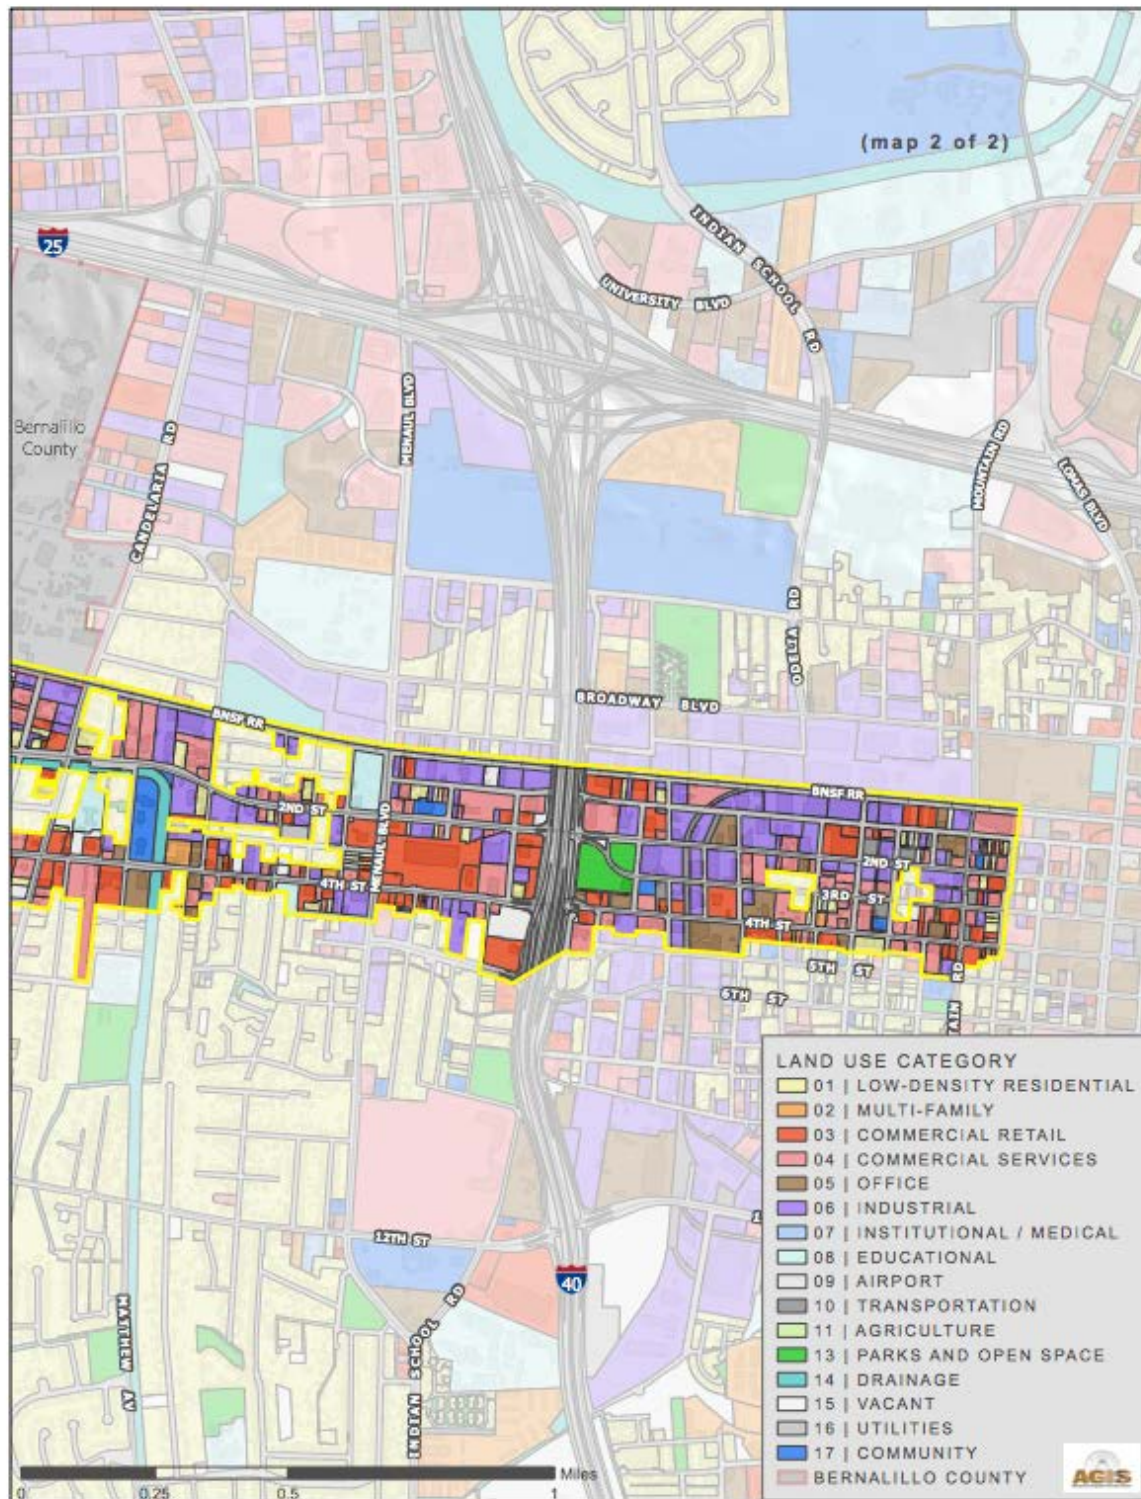 (map 2 of 2)
25
INDIAN SCHOOL RD
UNIVERSITY BLVD
Bernalillo
County
CANDELARIA RD
MENAUL BLVD
MOUNTAIN RD
LOMAS BLVD
ODELIA RD
BROADWAY BLVD
BNSF RR
2ND ST
MENAUL BLVD
4TH ST
BNSF RR
2ND ST
3RD ST
4TH ST
5TH ST
6TH ST
12TH ST
40
MATTHEW AV
INDIAN SCHOOL RD
LAND USE CATEGORY
01 | LOW-DENSITY RESIDENTIAL
02 | MULTI-FAMILY
03 | COMMERCIAL RETAIL
04 | COMMERCIAL SERVICES
05 | OFFICE
06 | INDUSTRIAL
07 | INSTITUTIONAL / MEDICAL
08 | EDUCATIONAL
09 | AIRPORT
10 | TRANSPORTATION
11 | AGRICULTURE
13 | PARKS AND OPEN SPACE
14 | DRAINAGE
15 | VACANT
16 | UTILITIES
17 | COMMUNITY
BERNALILLO COUNTY
AGIS
Miles
0 0.25 0.5 1